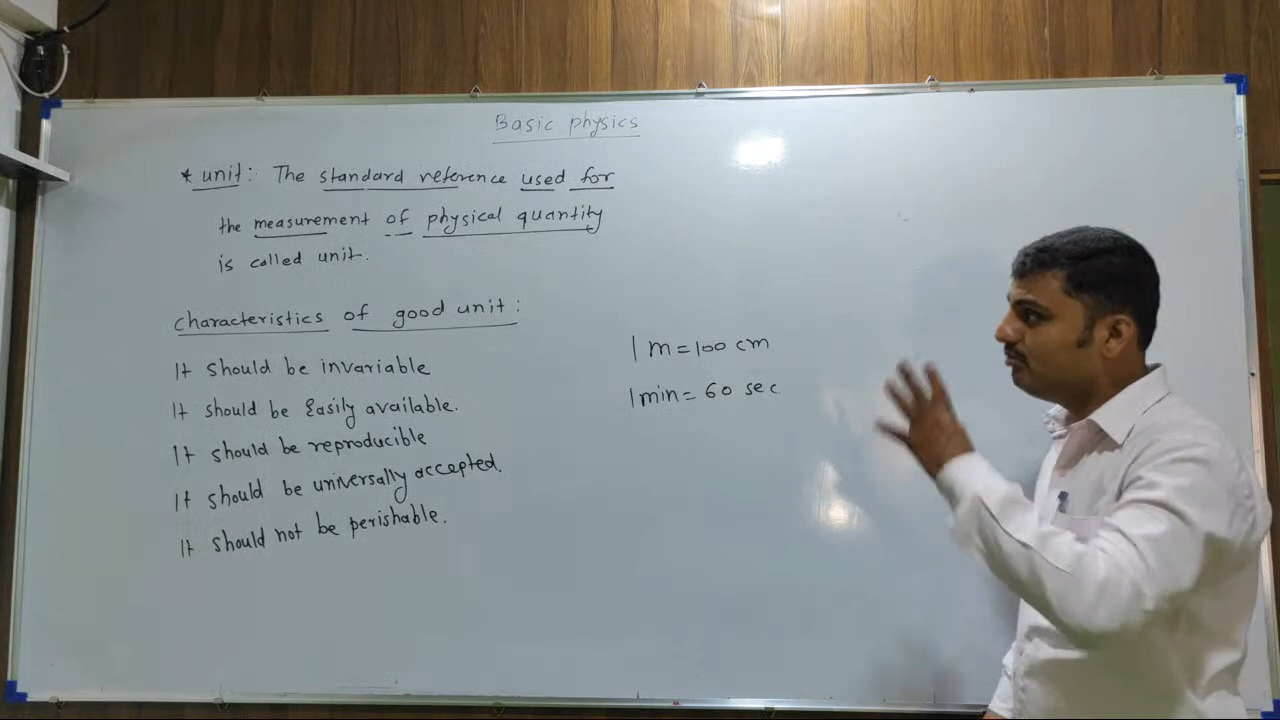 Basic physics
* unit: The standard reference used for
the measurement of physical quantity
is called unit.
characteristics of good unit:
It should be invariable
It should be Easily available.
It should be reproducible
It should be universally accepted.
It should not be perishable.
1 m = 100 cm
1 min = 60 sec